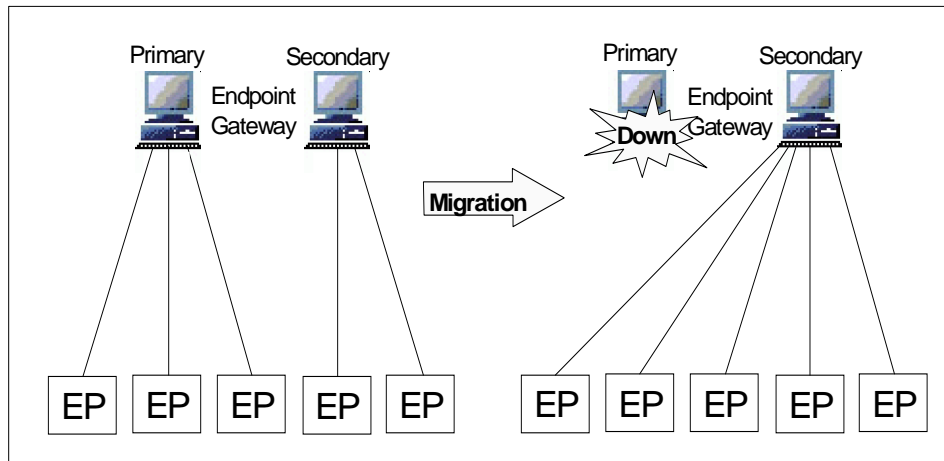 Primary
Secondary
Endpoint
Gateway
EP
EP
EP
EP
EP
Migration
Primary
Secondary
Endpoint
Gateway
Down
EP
EP
EP
EP
EP